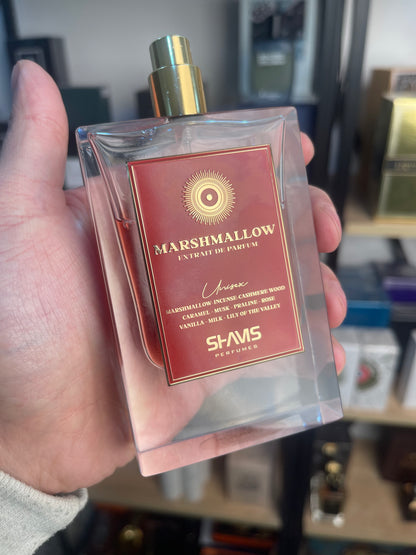 MARSHMALLOW
EXTRAIT DE PARFUM
Unisex
MARSHMALLOW · INCENSE · CASHMERE WOOD
CARAMEL · MUSK · PRALINE · ROSE
VANILLA · MILK · LILY OF THE VALLEY
SHAVIS
PERFUMES